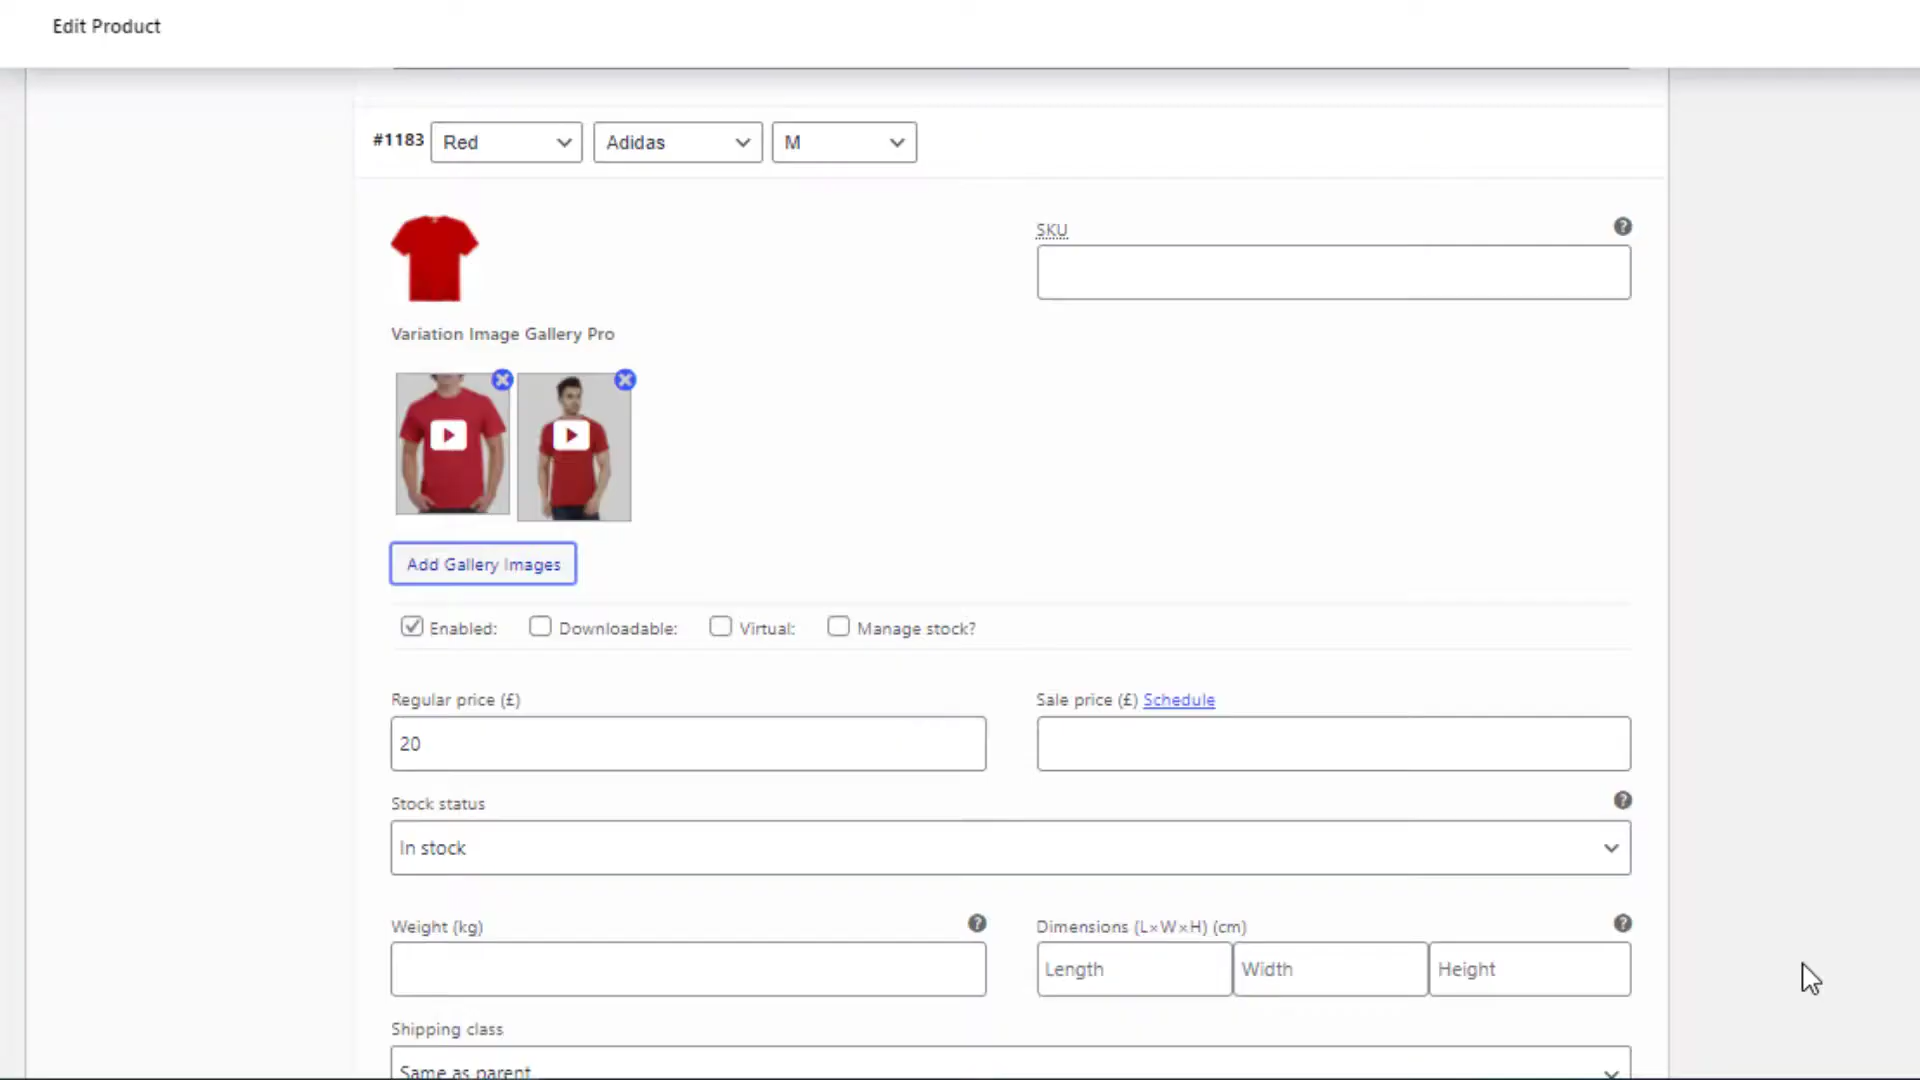 Edit Product
#1183 Red Adidas M
SKU
Variation Image Gallery Pro
Add Gallery Images
Enabled: Downloadable: Virtual: Manage stock?
Regular price (£) Sale price (£) Schedule
20
Stock status
In stock
Weight (kg) Dimensions (L×W×H) (cm)
Length Width Height
Shipping class
Same as parent